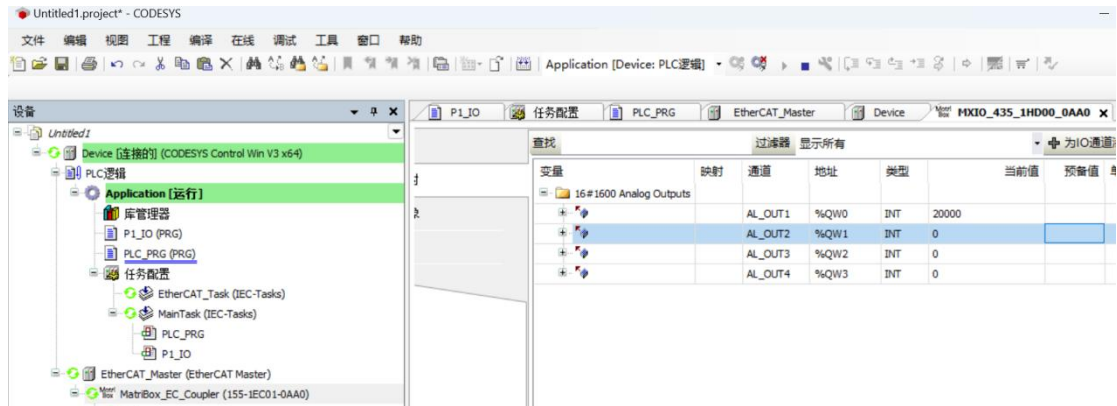 Untitled1.project* - CODESYS
文件 编辑 视图 工程 编译 在线 调试 工具 窗口 帮助
Application [Device: PLC逻辑]
设备
Untitled1
Device [连接的] (CODESYS Control Win V3 x64)
PLC逻辑
Application [运行]
库管理器
P1_IO (PRG)
PLC_PRG (PRG)
任务配置
EtherCAT_Task (IEC-Tasks)
MainTask (IEC-Tasks)
PLC_PRG
P1_IO
EtherCAT_Master (EtherCAT Master)
MatriBox_EC_Coupler (155-1EC01-0AA0)
P1_IO 任务配置 PLC_PRG EtherCAT_Master Device MXIO_435_1HD00_0AA0
查找 过滤器 显示所有 为IO通道
变量 映射 通道 地址 类型 当前值 预备值
16#1600 Analog Outputs
AL_OUT1 %QW0 INT 20000
AL_OUT2 %QW1 INT 0
AL_OUT3 %QW2 INT 0
AL_OUT4 %QW3 INT 0